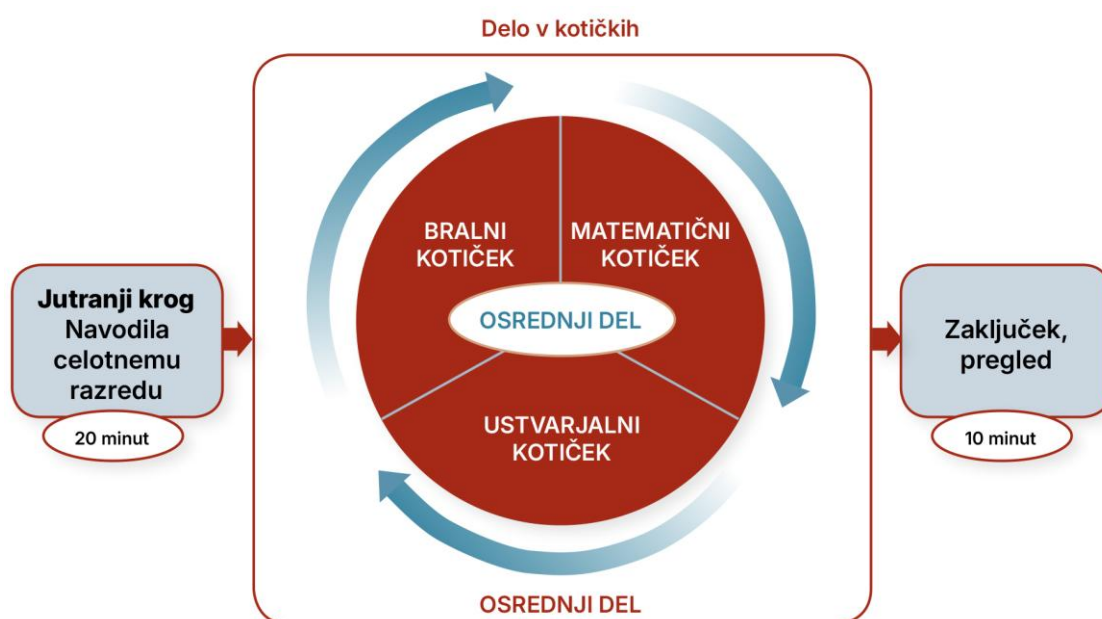 Delo v kotičkih
Jutranji krog
Navodila
celotnemu
razredu
20 minut
BRALNI
KOTIČEK
MATEMATIČNI
KOTIČEK
OSREDNJI DEL
USTVARJALNI
KOTIČEK
OSREDNJI DEL
Zaključek,
pregled
10 minut